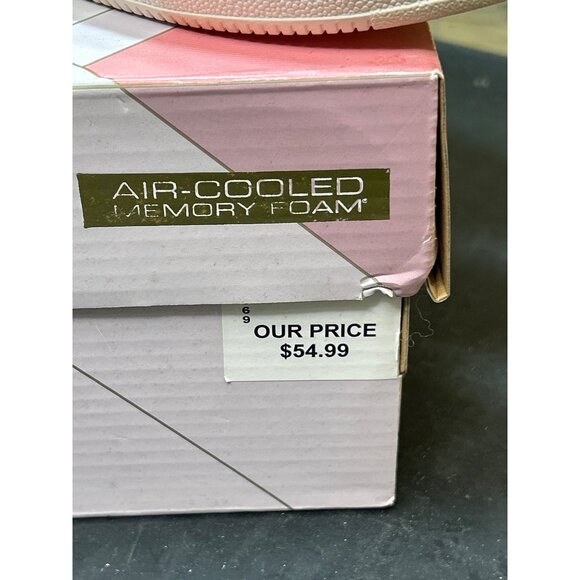 AIR-COOLED
MEMORY FOAM®
6
9
OUR PRICE
$54.99